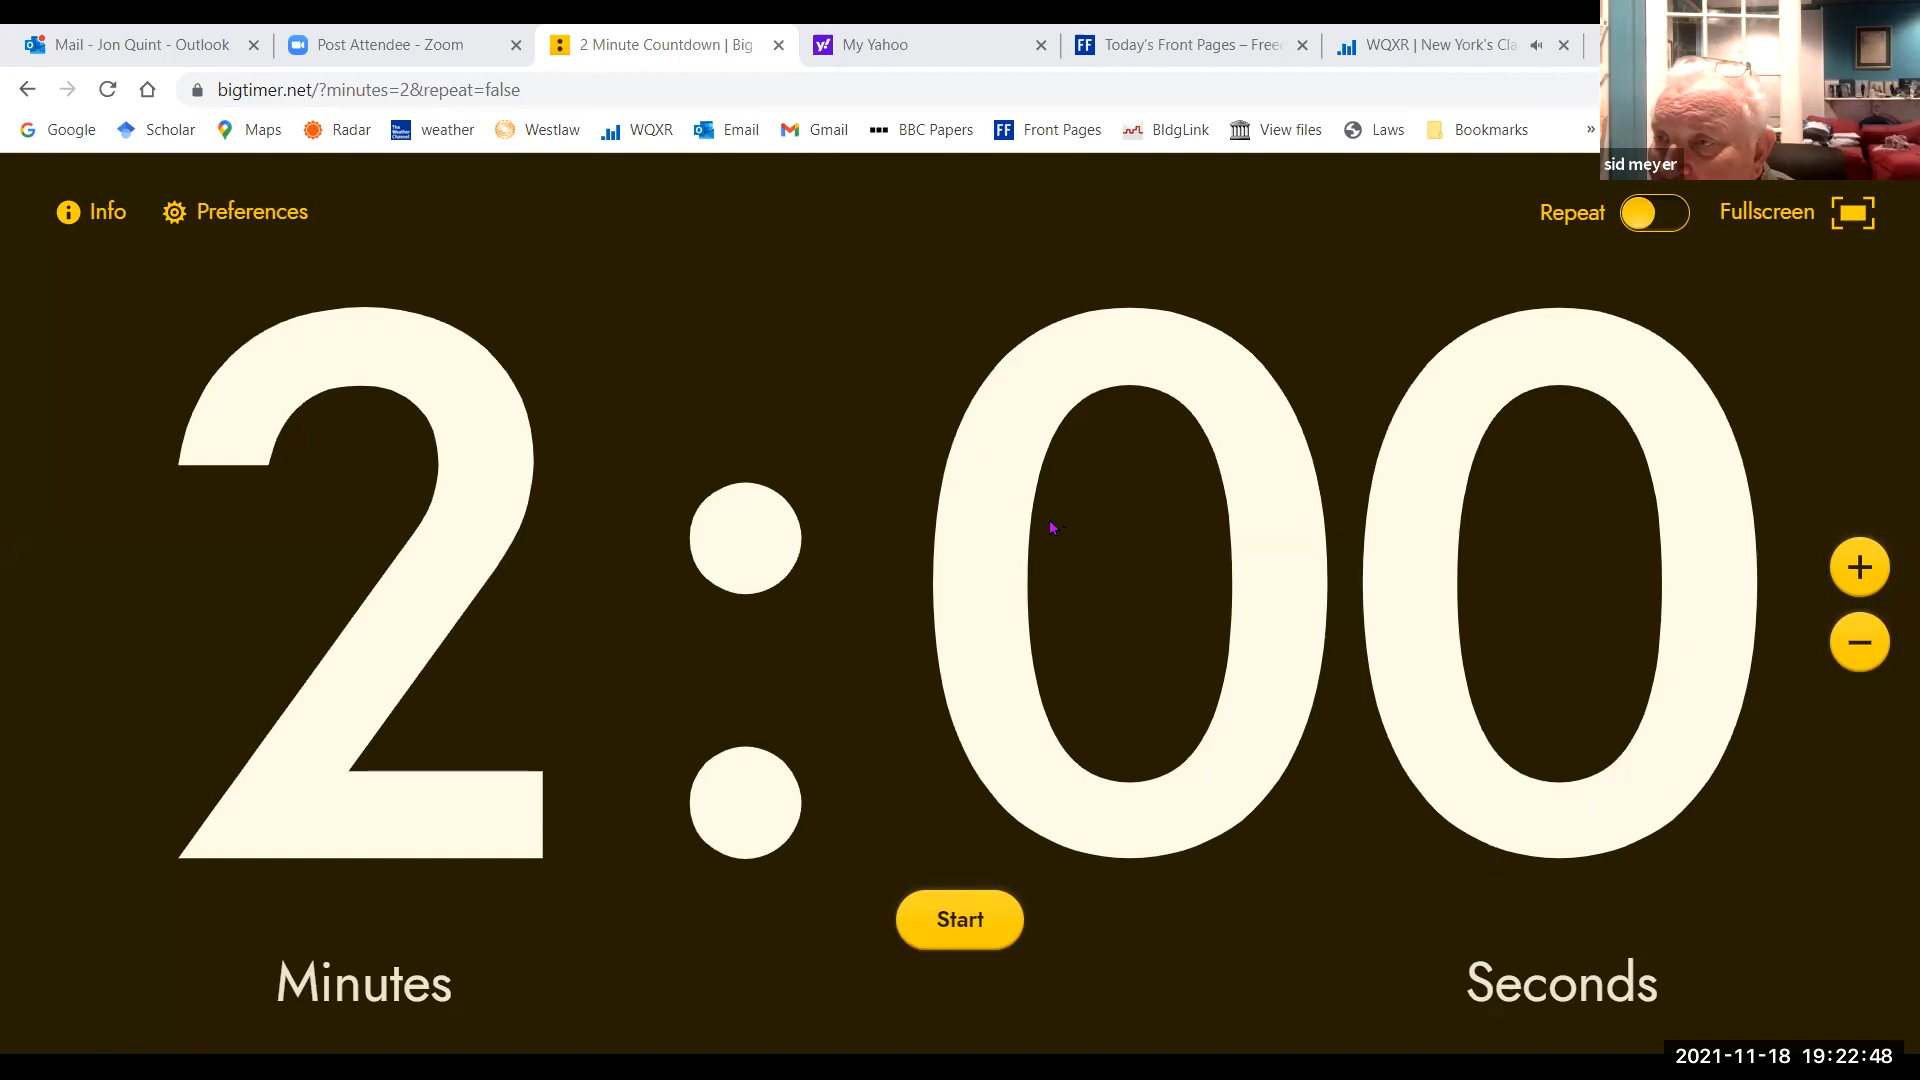 Mail - Jon Quint - Outlook
Post Attendee - Zoom
2 Minute Countdown | Big
My Yahoo
Today's Front Pages – Free
WQXR | New York's Cla
bigtimer.net/?minutes=2&repeat=false
Google
Scholar
Maps
Radar
weather
Westlaw
WQXR
Email
Gmail
BBC Papers
Front Pages
BldgLink
View files
Laws
Bookmarks
»
sid meyer
Info
Preferences
Repeat
Fullscreen
2:00
+
−
Start
Minutes
Seconds
2021-11-18 19:22:48